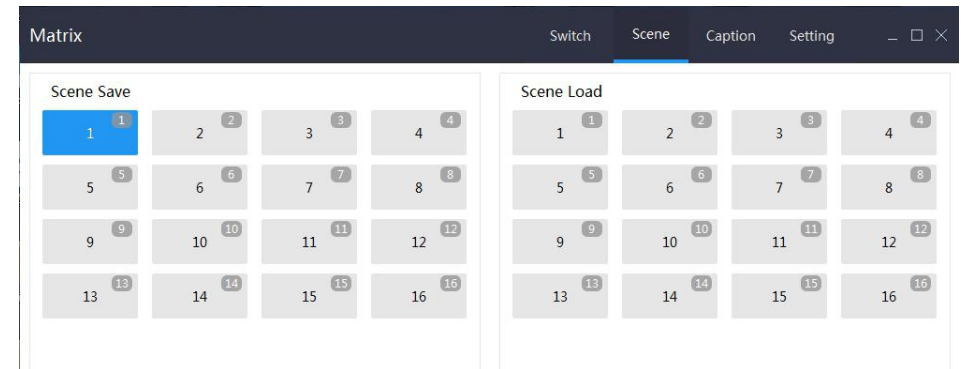 Matrix Switch Scene Caption Setting
Scene Save
1 1 2 2 3 3 4 4
5 5 6 6 7 7 8 8
9 9 10 10 11 11 12 12
13 13 14 14 15 15 16 16
Scene Load
1 1 2 2 3 3 4 4
5 5 6 6 7 7 8 8
9 9 10 10 11 11 12 12
13 13 14 14 15 15 16 16